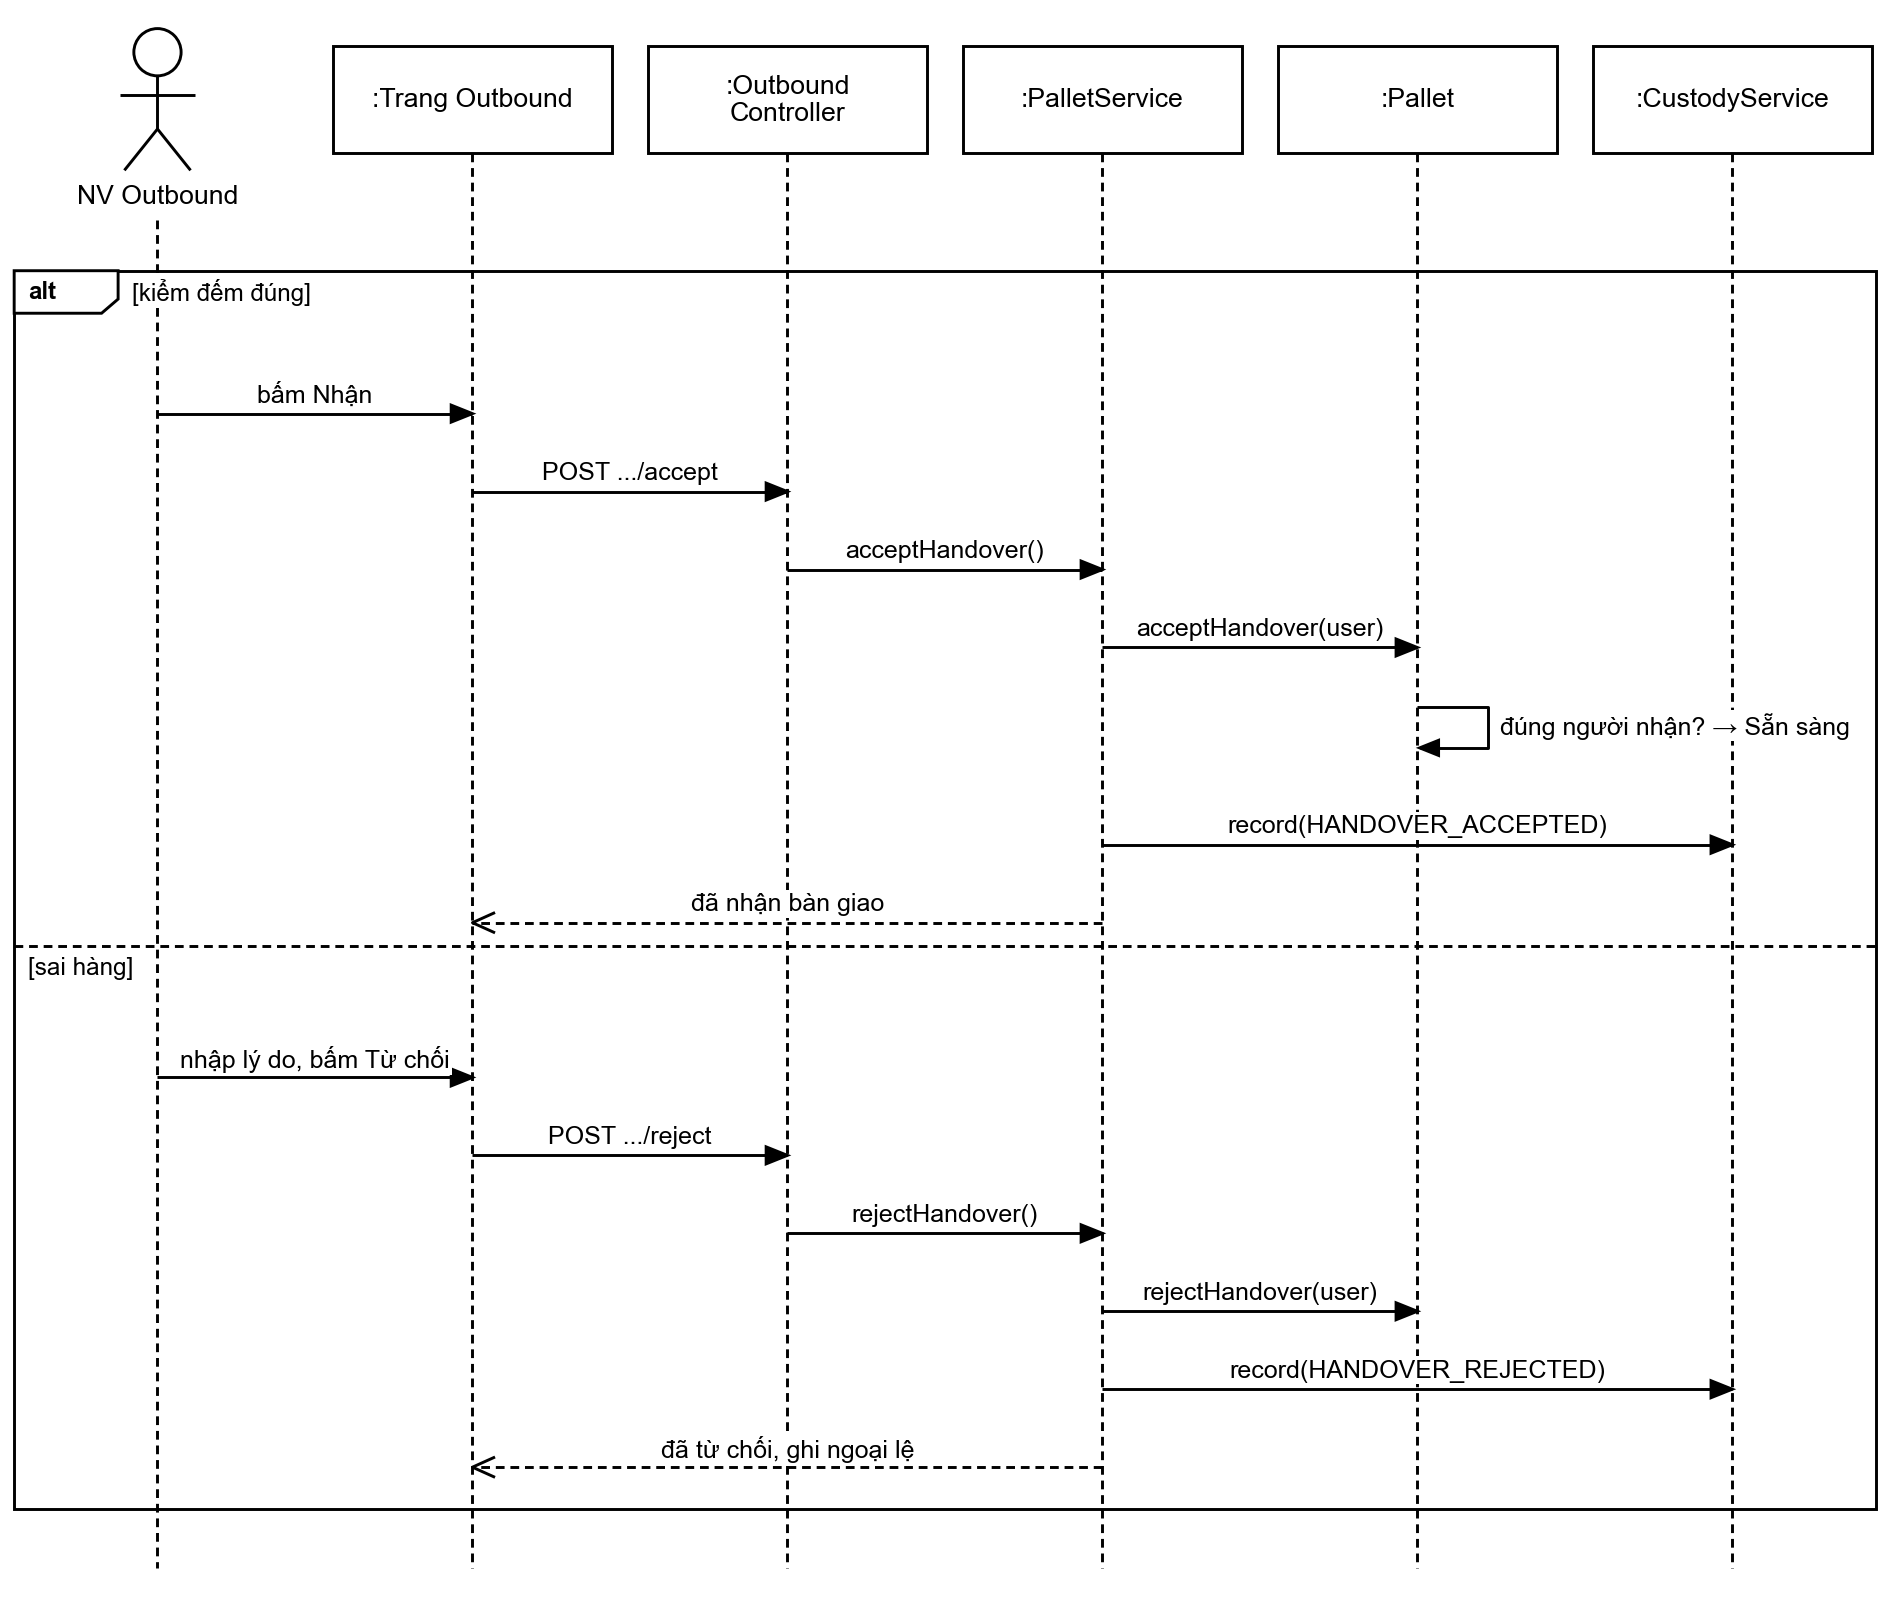 :Trang Outbound
:Outbound
Controller
:PalletService
:Pallet
:CustodyService
NV Outbound
alt
[kiểm đếm đúng]
bấm Nhận
POST .../accept
acceptHandover()
acceptHandover(user)
đúng người nhận? → Sẵn sàng
record(HANDOVER_ACCEPTED)
đã nhận bàn giao
[sai hàng]
nhập lý do, bấm Từ chối
POST .../reject
rejectHandover()
rejectHandover(user)
record(HANDOVER_REJECTED)
đã từ chối, ghi ngoại lệ